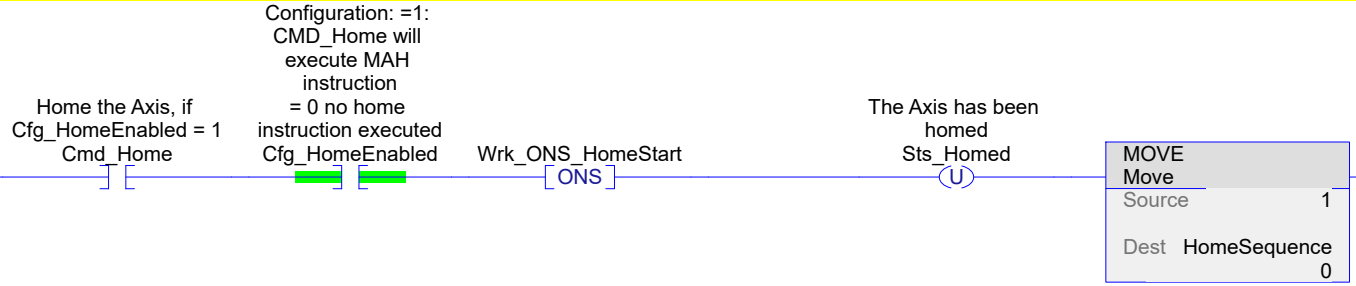 Configuration: =1:
CMD_Home will
execute MAH
instruction
= 0 no home
instruction executed
Cfg_HomeEnabled
Home the Axis, if
Cfg_HomeEnabled = 1
Cmd_Home
Wrk_ONS_HomeStart
ONS
The Axis has been
homed
Sts_Homed
U
MOVE
Move
Source 1
Dest HomeSequence
0